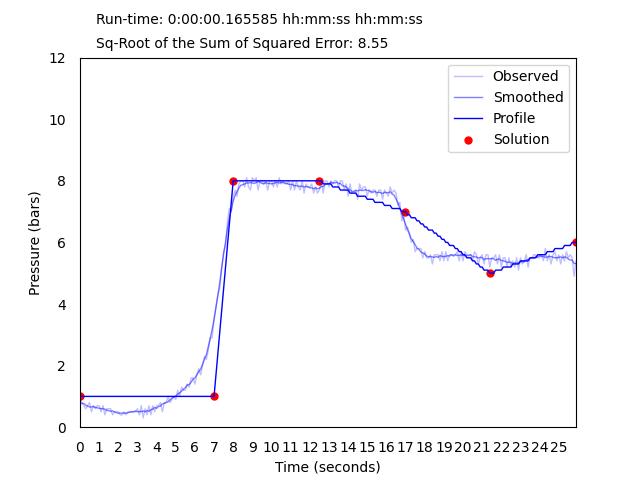 Run-time: 0:00:00.165585 hh:mm:ss hh:mm:ss
Sq-Root of the Sum of Squared Error: 8.55
12
10
8
6
4
2
0
Pressure (bars)
Observed
Smoothed
Profile
Solution
0 1 2 3 4 5 6 7 8 9 10 11 12 13 14 15 16 17 18 19 20 21 22 23 24 25
Time (seconds)